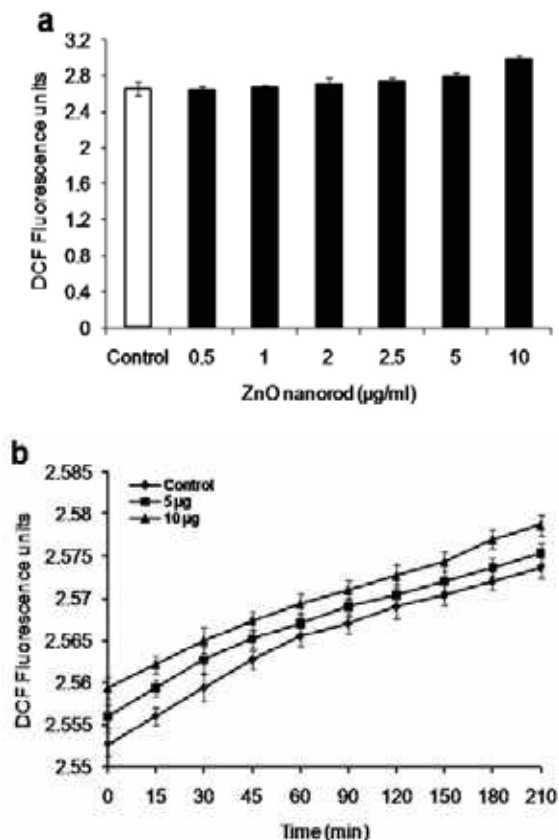 a
DCF Fluorescence units
3.2
2.8
2.4
2
1.6
1.2
0.8
0.4
0
Control 0.5 1 2 2.5 5 10
ZnO nanorod (µg/ml)
b
DCF Fluorescence units
2.585
2.58
2.575
2.57
2.565
2.56
2.555
2.55
Control
5µg
10µg
0 15 30 45 60 90 120 150 180 210
Time (min)